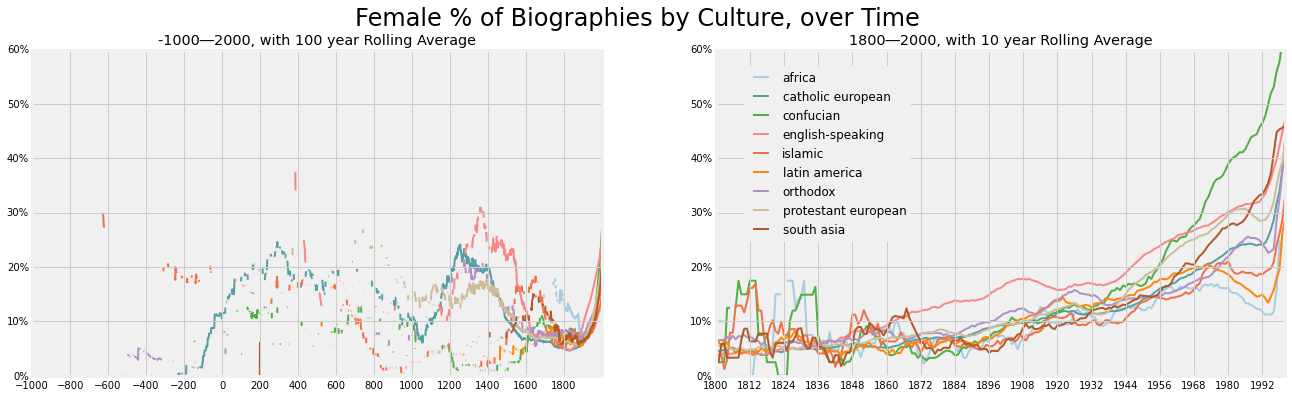 Female % of Biographies by Culture, over Time
-1000—2000, with 100 year Rolling Average
60%
50%
40%
30%
20%
10%
0%
−1000 −800 −600 −400 −200 0 200 400 600 800 1000 1200 1400 1600 1800
1800—2000, with 10 year Rolling Average
60%
50%
40%
30%
20%
10%
0%
africa
catholic european
confucian
english-speaking
islamic
latin america
orthodox
protestant european
south asia
1800 1812 1824 1836 1848 1860 1872 1884 1896 1908 1920 1932 1944 1956 1968 1980 1992